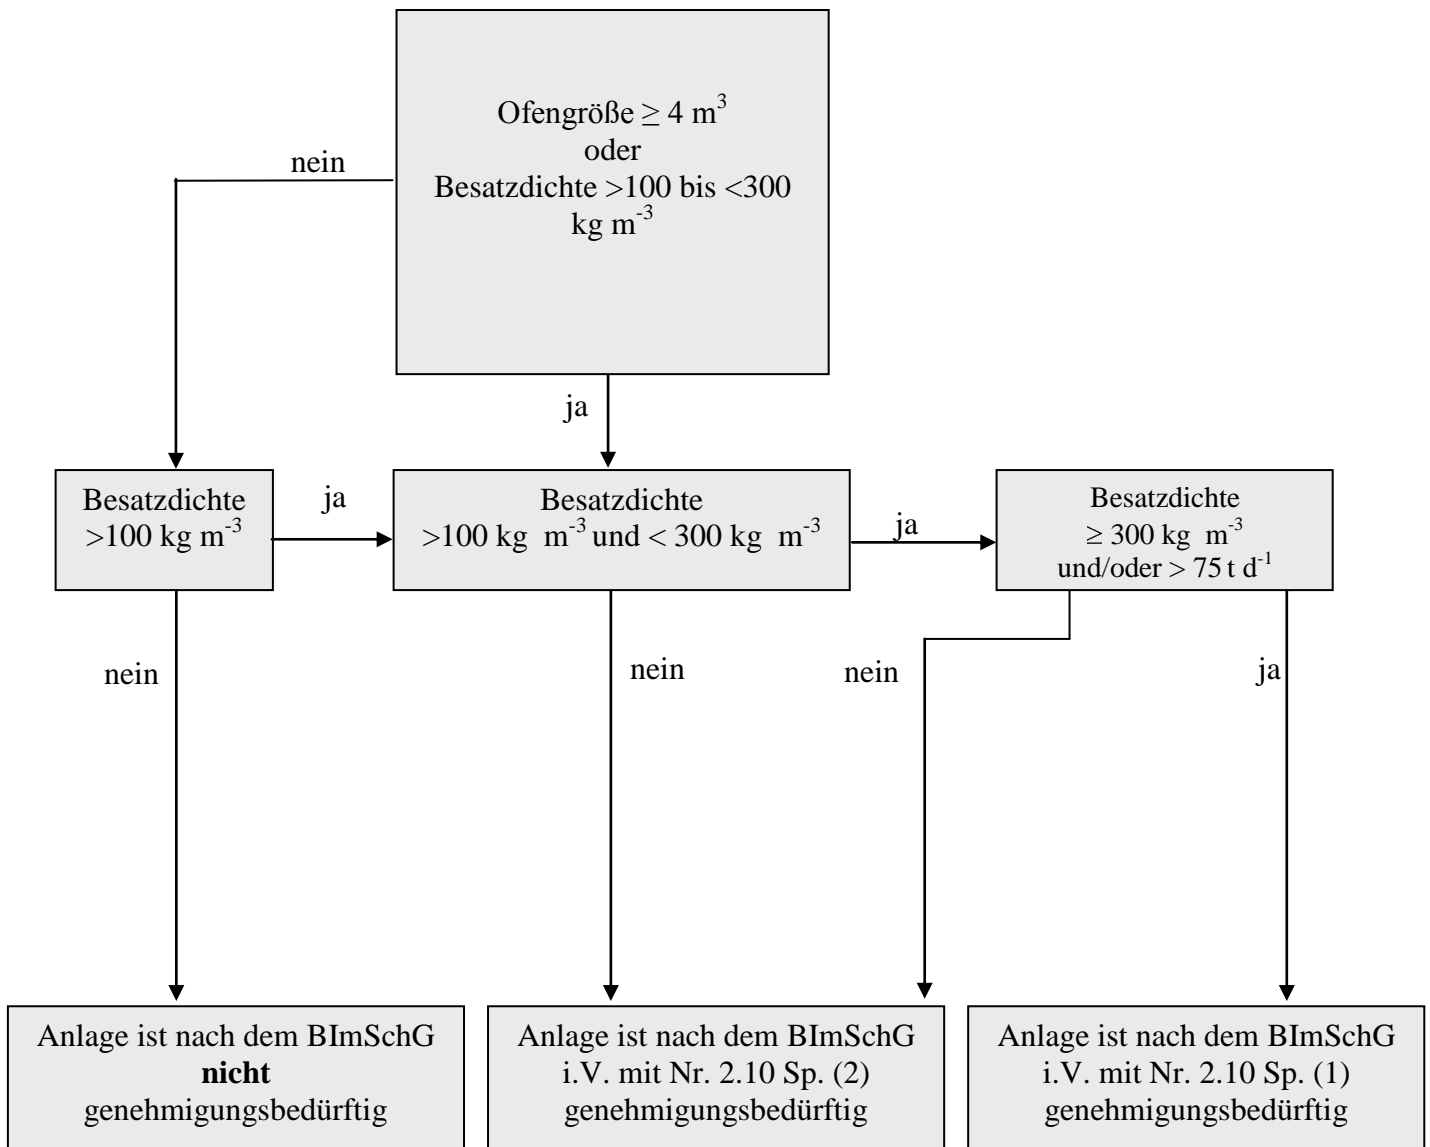 Ofengröße ≥ 4 m³
oder
Besatzdichte >100 bis <300
kg m⁻³
nein
ja
Besatzdichte
>100 kg m⁻³
ja
Besatzdichte
>100 kg m⁻³ und < 300 kg m⁻³
ja
Besatzdichte
≥ 300 kg m⁻³
und/oder > 75 t d⁻¹
nein
nein
nein
ja
Anlage ist nach dem BImSchG
nicht
genehmigungsbedürftig
Anlage ist nach dem BImSchG
i.V. mit Nr. 2.10 Sp. (2)
genehmigungsbedürftig
Anlage ist nach dem BImSchG
i.V. mit Nr. 2.10 Sp. (1)
genehmigungsbedürftig